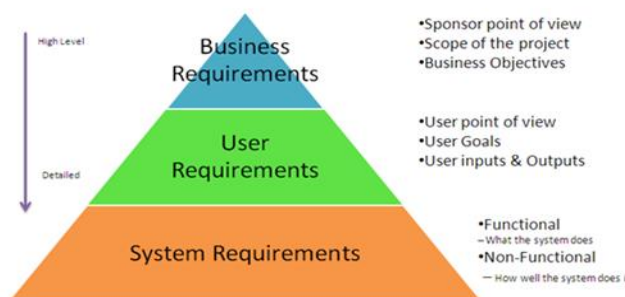 High Level
Business
Requirements
•Sponsor point of view
•Scope of the project
•Business Objectives
User
Requirements
•User point of view
•User Goals
•User inputs & Outputs
Detailed
System Requirements
•Functional
–What the system does
•Non-Functional
— How well the system does